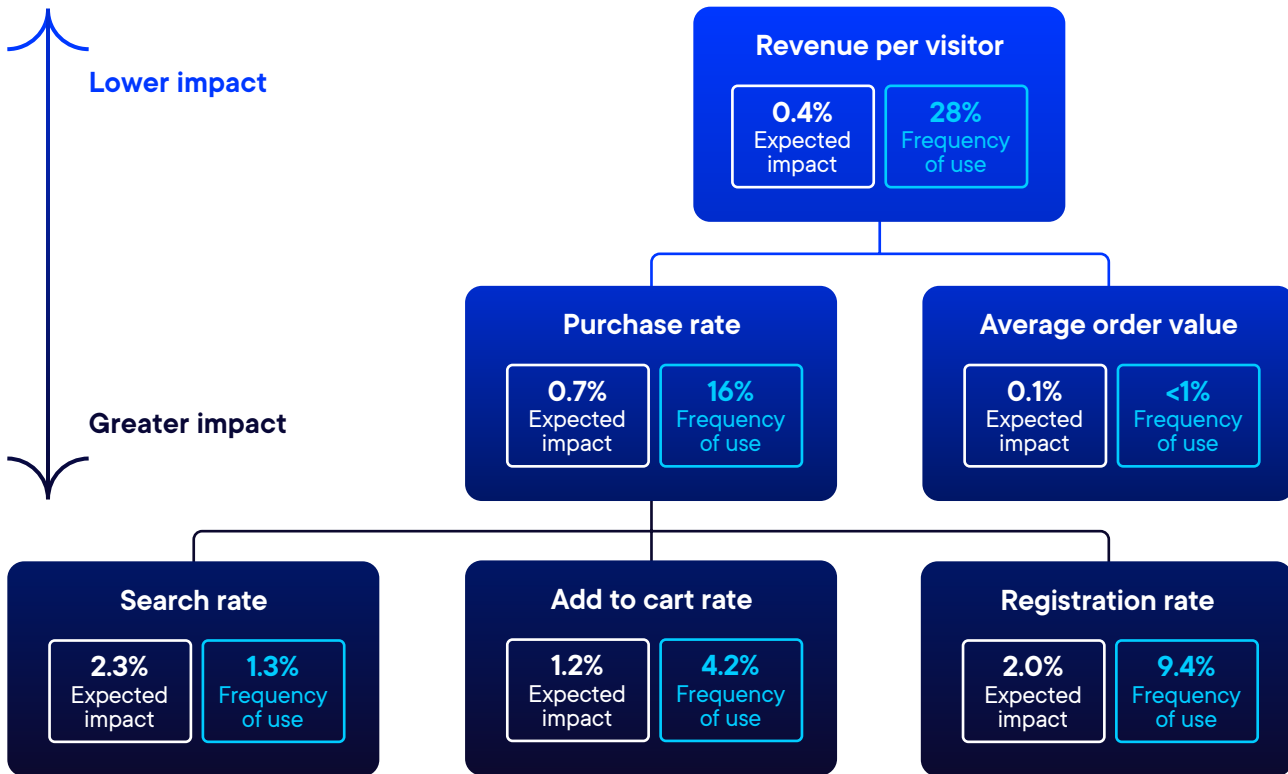 Lower impact
Greater impact
Revenue per visitor
0.4%
Expected
impact
28%
Frequency
of use
Purchase rate
0.7%
Expected
impact
16%
Frequency
of use
Average order value
0.1%
Expected
impact
<1%
Frequency
of use
Search rate
2.3%
Expected
impact
1.3%
Frequency
of use
Add to cart rate
1.2%
Expected
impact
4.2%
Frequency
of use
Registration rate
2.0%
Expected
impact
9.4%
Frequency
of use